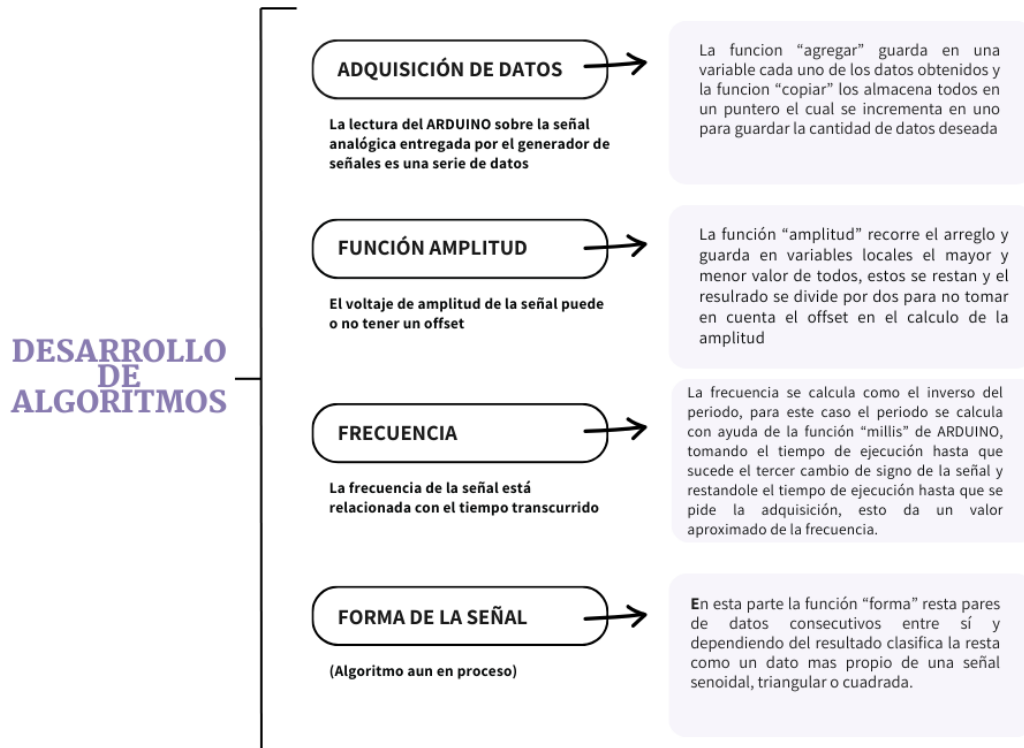 DESARROLLO
DE
ALGORITMOS
ADQUISICIÓN DE DATOS
La lectura del ARDUINO sobre la señal
analógica entregada por el generador de
señales es una serie de datos
La funcion “agregar” guarda en una
variable cada uno de los datos obtenidos y
la funcion “copiar” los almacena todos en
un puntero el cual se incrementa en uno
para guardar la cantidad de datos deseada
FUNCIÓN AMPLITUD
El voltaje de amplitud de la señal puede
o no tener un offset
La función “amplitud” recorre el arreglo y
guarda en variables locales el mayor y
menor valor de todos, estos se restan y el
resulrado se divide por dos para no tomar
en cuenta el offset en el calculo de la
amplitud
FRECUENCIA
La frecuencia de la señal está
relacionada con el tiempo transcurrido
La frecuencia se calcula como el inverso del
periodo, para este caso el periodo se calcula
con ayuda de la función “millis” de ARDUINO,
tomando el tiempo de ejecución hasta que
sucede el tercer cambio de signo de la señal y
restandole el tiempo de ejecución hasta que se
pide la adquisición, esto da un valor
aproximado de la frecuencia.
FORMA DE LA SEÑAL
(Algoritmo aun en proceso)
En esta parte la función “forma” resta pares
de datos consecutivos entre sí y
dependiendo del resultado clasifica la resta
como un dato mas propio de una señal
senoidal, triangular o cuadrada.